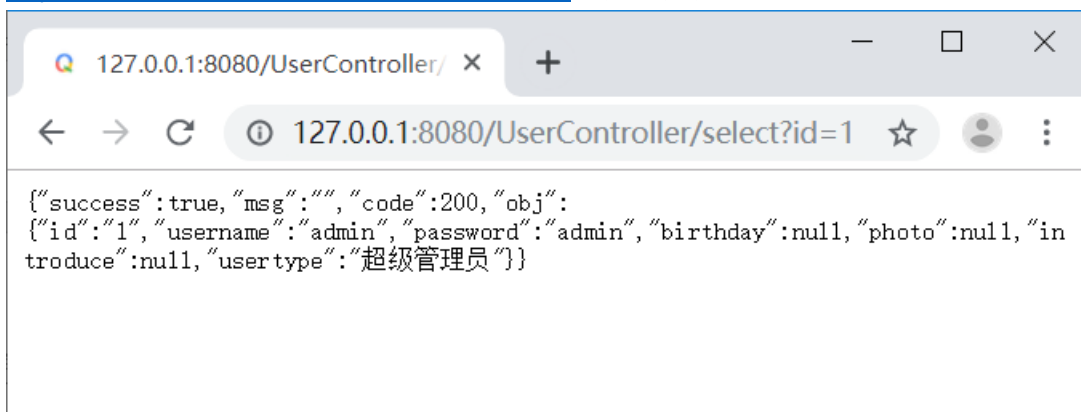 127.0.0.1:8080/UserController/
127.0.0.1:8080/UserController/select?id=1
{"success":true,"msg":"","code":200,"obj":
{"id":"1","username":"admin","password":"admin","birthday":null,"photo":null,"in
troduce":null,"usertype":"超级管理员"}}